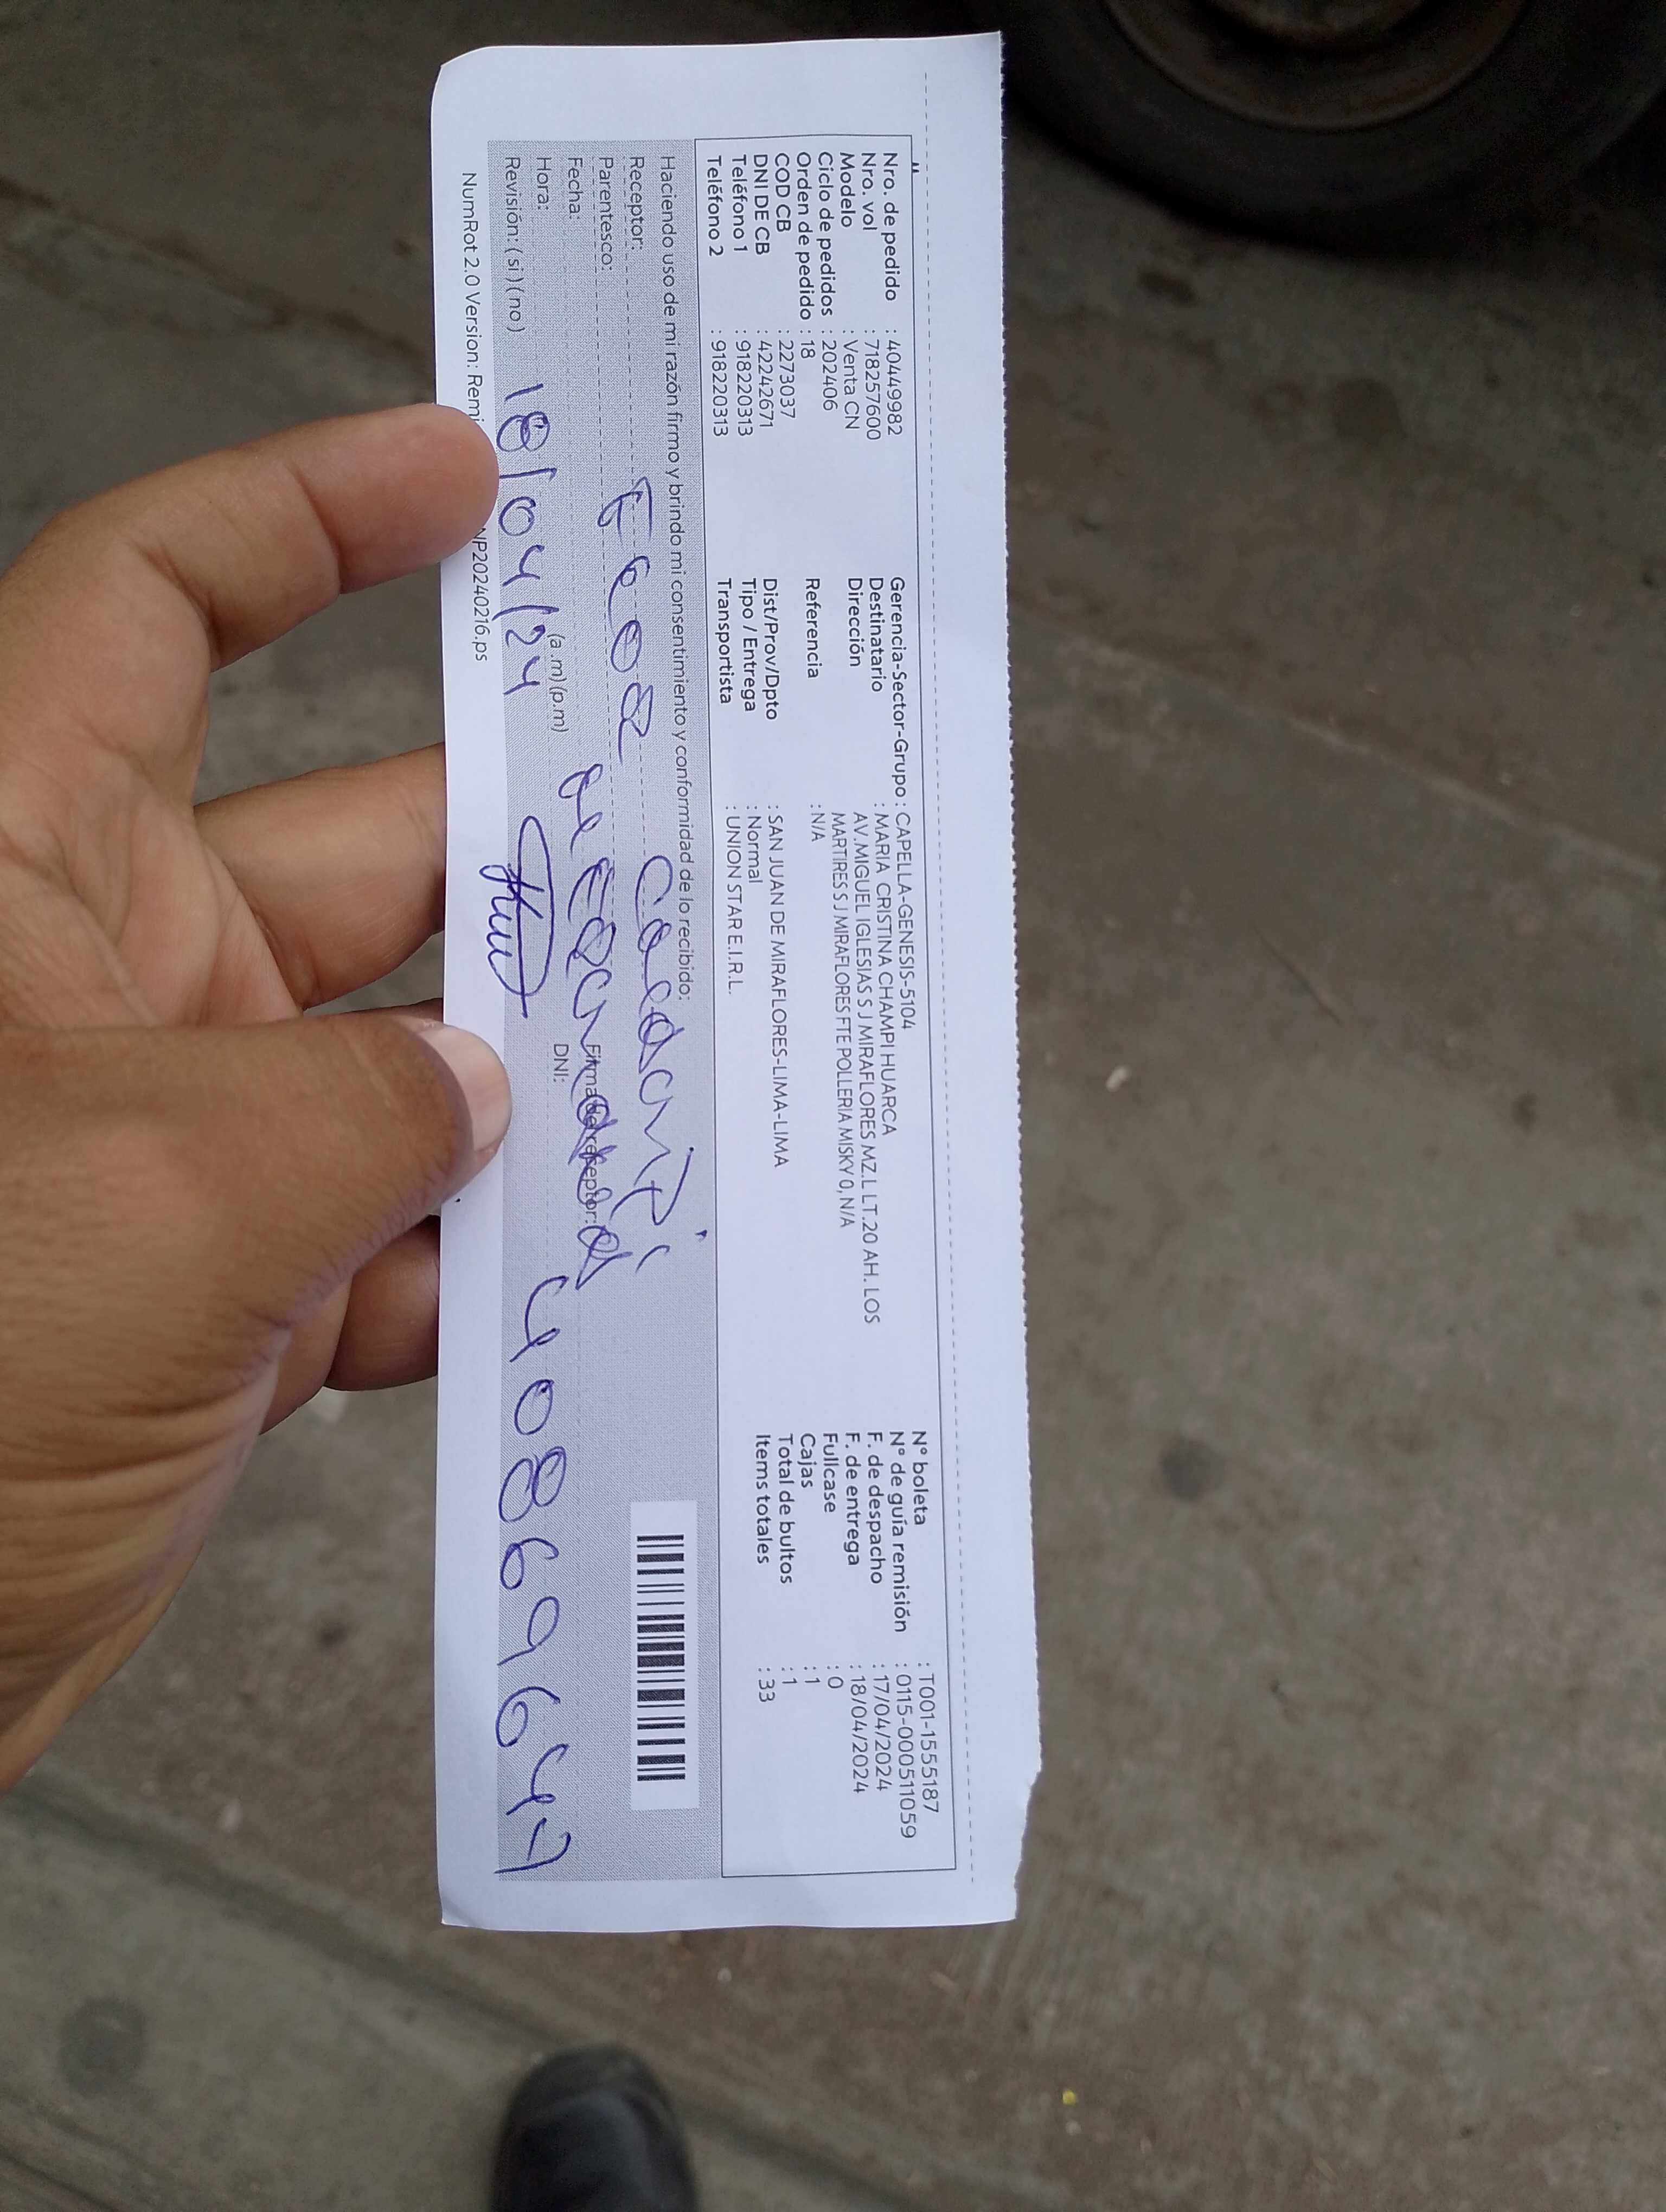 Nro. de pedido : 40449982
Nro. vol : 718257600
Modelo : Venta CN
Ciclo de pedidos : 202406
Orden de pedido : 18
COD CB : 2273037
DNI DE CB : 42242671
Teléfono 1 : 918220313
Teléfono 2 : 918220313
Gerencia-Sector-Grupo : CAPELLA-GENESIS-5104
Destinatario : MARIA CRISTINA CHAMPI HUARCA
Dirección AV.MIGUEL IGLESIAS S J MIRAFLORES MZ.L LT.20 AH. LOS
MARTIRES S J MIRAFLORES FTE POLLERIA MISKY 0, N/A
Referencia : N/A
Dist/Prov/Dpto : SAN JUAN DE MIRAFLORES-LIMA-LIMA
Tipo / Entrega : Normal
Transportista : UNION STAR E.I.R.L.
N° boleta : T001-1555187
N° de guía remisión : 0115-000511059
F. de despacho : 17/04/2024
F. de entrega : 18/04/2024
Fullcase : 0
Cajas : 1
Total de bultos : 1
Items totales : 33
Haciendo uso de mi razón firmo y brindo mi consentimiento y conformidad de lo recibido:
Receptor:
Parentesco:
Fecha:
Hora: (a.m)(p.m)
Revisión: (si) (no) 18/04/24
Firma de receptor:
DNI: 40869647
NumRot 2.0 Version: Remi NP20240216.ps